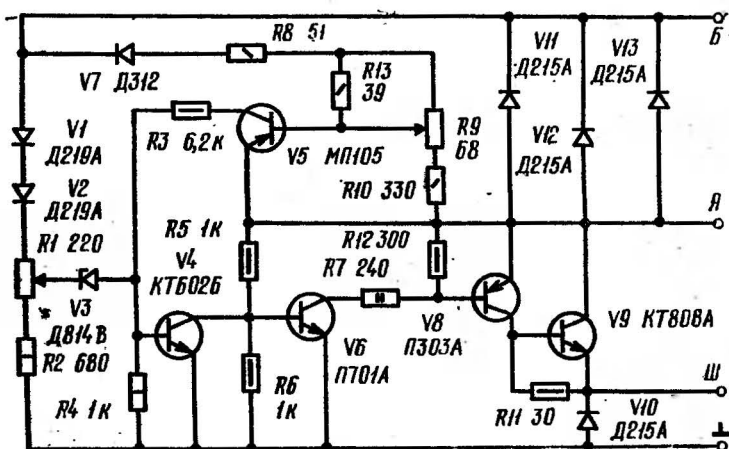 R8 51
V11
Д215А
V13
Д215А
Б
V7 Д312
R13
39
R3 6,2к
V5 МП105
R9
68
V12
Д215А
V1
Д219А
V2
Д219А
R10 330
Я
R1 220
R5 1к
V4
КТ602Б
R12 300
R7 240
V3
Д814В
V6
П701А
V8
П303А
V9 КТ808А
R2 680
R4 1к
R6
1к
R11 30
V10
Д215А
Ш